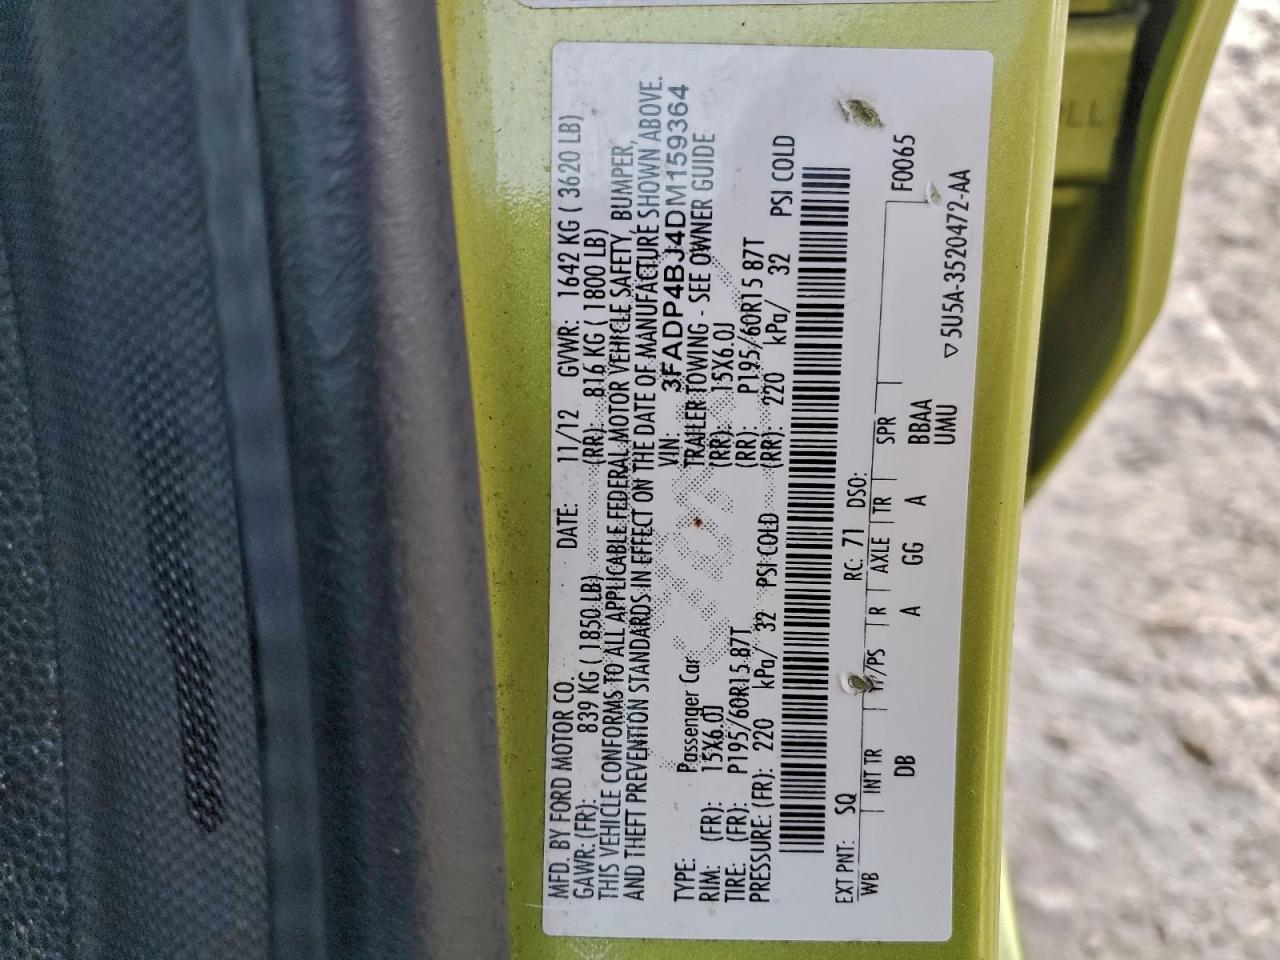 MFD. BY FORD MOTOR CO. DATE: 11/12 GVWR: 1642 KG ( 3620 LB)
GAWR: (FR): 839 KG ( 1850 LB) (RR): 816 KG ( 1800 LB)
THIS VEHICLE CONFORMS TO ALL APPLICABLE FEDERAL MOTOR VEHICLE SAFETY, BUMPER,
AND THEFT PREVENTION STANDARDS IN EFFECT ON THE DATE OF MANUFACTURE SHOWN ABOVE.
VIN: 3FADP4BJ4DM159364
TYPE: Passenger Car TRAILER TOWING - SEE OWNER GUIDE
RIM: (FR): 15X6.0J (RR): 15X6.0J
TIRE: (FR): P195/60R15 87T (RR): P195/60R15 87T
PRESSURE: (FR): 220 kPa/ 32 PSI COLD (RR): 220 kPa/ 32 PSI COLD
EXT PNT: SQ RC: 71 DSO: F0065
WB INT TR TP/PS R AXLE TR SPR
DB A GG A BBAA
UMU
▽ 5U5A-3520472-AA